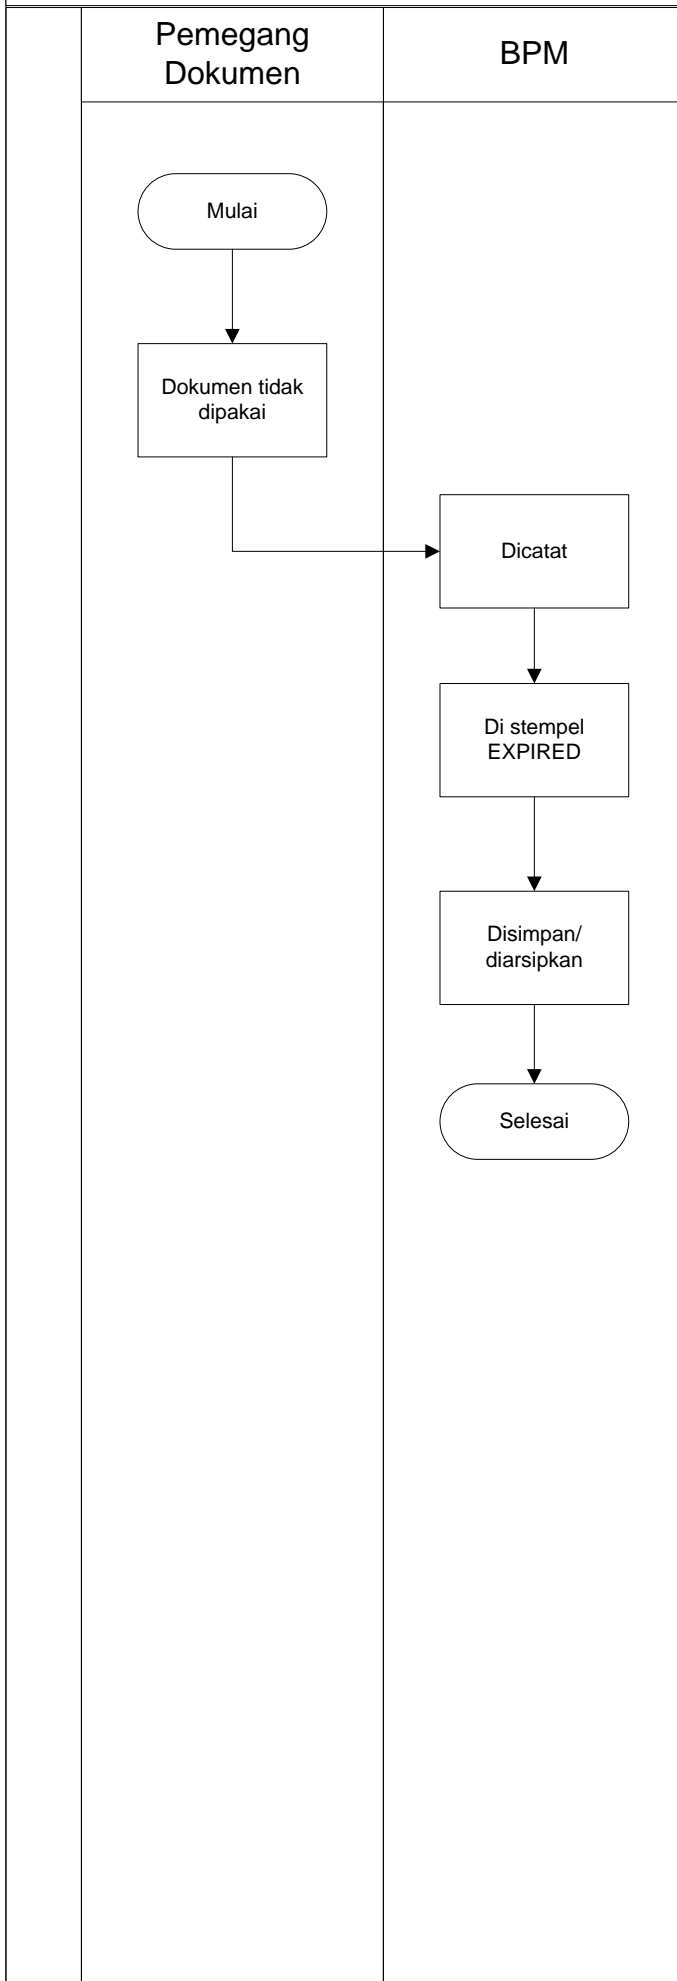 Pemegang
Dokumen
BPM
Mulai
Dokumen tidak
dipakai
Dicatat
Di stempel
EXPIRED
Disimpan/
diarsipkan
Selesai